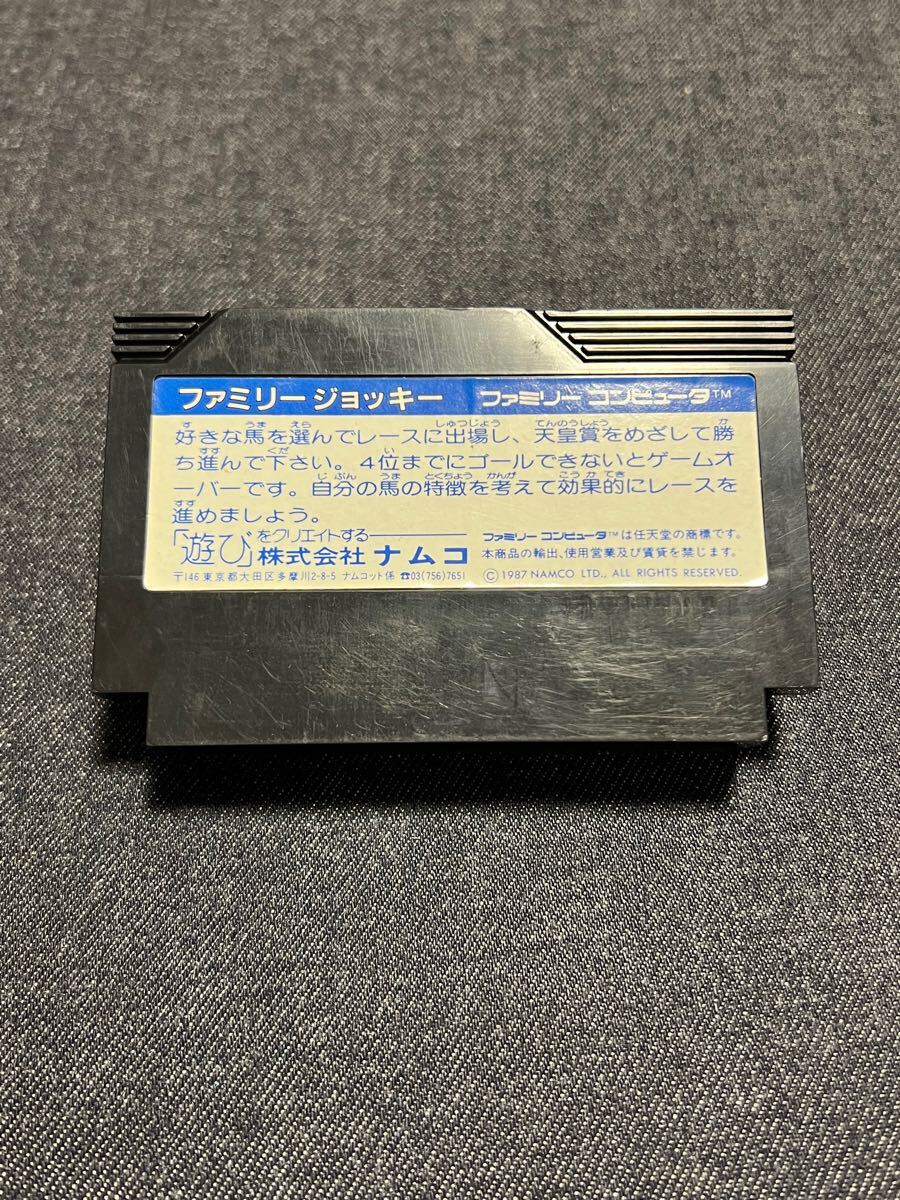 ファミリー ジョッキー ファミリー コンピュータ™
好きな馬を選んでレースに出場し、天皇賞をめざして勝
ち進んで下さい。4位までにゴールできないとゲームオ
ーバーです。自分の馬の特徴を考えて効果的にレースを
進めましょう。
「遊び」をクリエイトする
株式会社 ナムコ
〒146 東京都大田区多摩川2-8-5 ナムコット係 ☎03(756)7651
ファミリー コンピュータ™は任天堂の商標です。
本商品の輸出、使用営業及び賃貸を禁じます。
©1987 NAMCO LTD., ALL RIGHTS RESERVED.